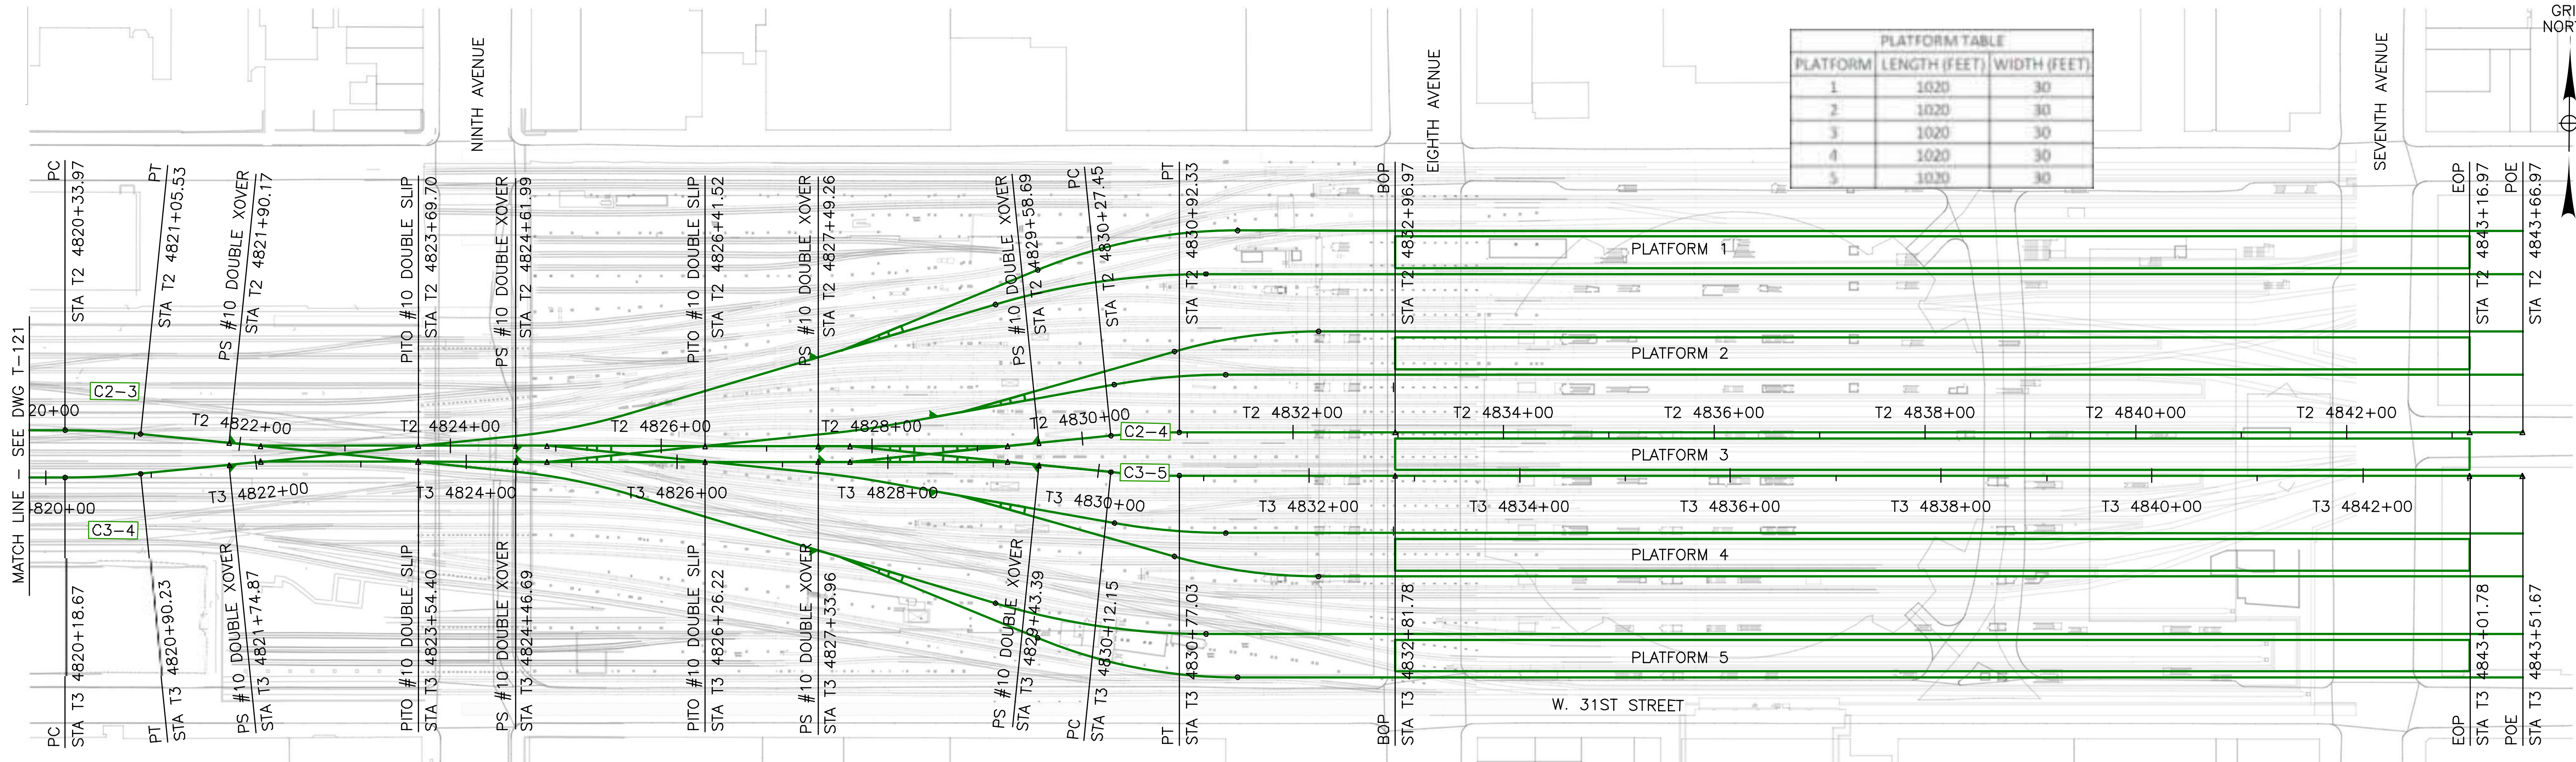 GRI
NOR
NINTH AVENUE
EIGHTH AVENUE
SEVENTH AVENUE
PLATFORM TABLE
PLATFORM LENGTH (FEET) WIDTH (FEET)
1 1020 30
2 1020 30
3 1020 30
4 1020 30
5 1020 30
MATCH LINE - SEE DWG T-121
PC
STA T2 4820+33.97
PT
STA T2 4821+05.53
PS #10 DOUBLE XOVER
STA T2 4821+90.17
PITO #10 DOUBLE SLIP
STA T2 4823+69.70
PS #10 DOUBLE XOVER
STA T2 4824+61.99
PITO #10 DOUBLE SLIP
STA T2 4826+41.52
PS #10 DOUBLE XOVER
STA T2 4827+49.26
PS #10 DOUBLE XOVER
STA T2 4829+58.69
PC
STA T2 4830+27.45
PT
STA T2 4830+92.33
BOP
STA T2 4832+96.97
EOP
STA T2 4843+16.97
POE
STA T2 4843+66.97
PLATFORM 1
PLATFORM 2
C2-3
20+00
T2 4822+00
T2 4824+00
T2 4826+00
T2 4828+00
T2 4830+00
T2 4832+00
T2 4834+00
T2 4836+00
T2 4838+00
T2 4840+00
T2 4842+00
C2-4
PLATFORM 3
C3-5
4820+00
T3 4822+00
T3 4824+00
T3 4826+00
T3 4828+00
T3 4830+00
T3 4832+00
T3 4834+00
T3 4836+00
T3 4838+00
T3 4840+00
T3 4842+00
C3-4
PLATFORM 4
PLATFORM 5
W. 31ST STREET
PC
STA T3 4820+18.67
PT
STA T3 4820+90.23
PS #10 DOUBLE XOVER
STA T3 4821+74.87
PITO #10 DOUBLE SLIP
STA T3 4823+54.40
PS #10 DOUBLE XOVER
STA T3 4824+46.69
PITO #10 DOUBLE SLIP
STA T3 4826+26.22
PS #10 DOUBLE XOVER
STA T3 4827+33.96
PS #10 DOUBLE XOVER
STA T3 4829+43.39
PC
STA T3 4830+12.15
PT
STA T3 4830+77.03
BOP
STA T3 4832+81.78
EOP
STA T3 4843+01.78
POE
STA T3 4843+51.67